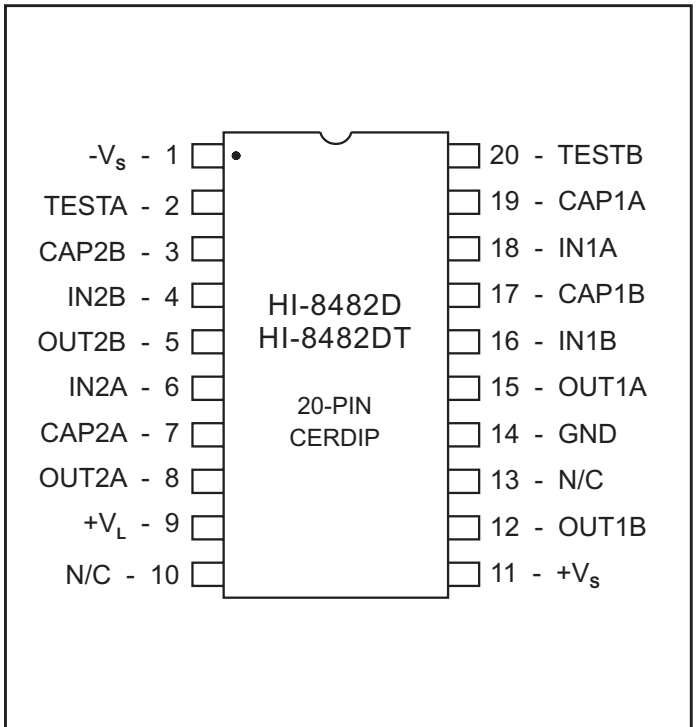 -Vs - 1
TESTA - 2
CAP2B - 3
IN2B - 4
OUT2B - 5
IN2A - 6
CAP2A - 7
OUT2A - 8
+VL - 9
N/C - 10
HI-8482D
HI-8482DT
20-PIN
CERDIP
20 - TESTB
19 - CAP1A
18 - IN1A
17 - CAP1B
16 - IN1B
15 - OUT1A
14 - GND
13 - N/C
12 - OUT1B
11 - +Vs